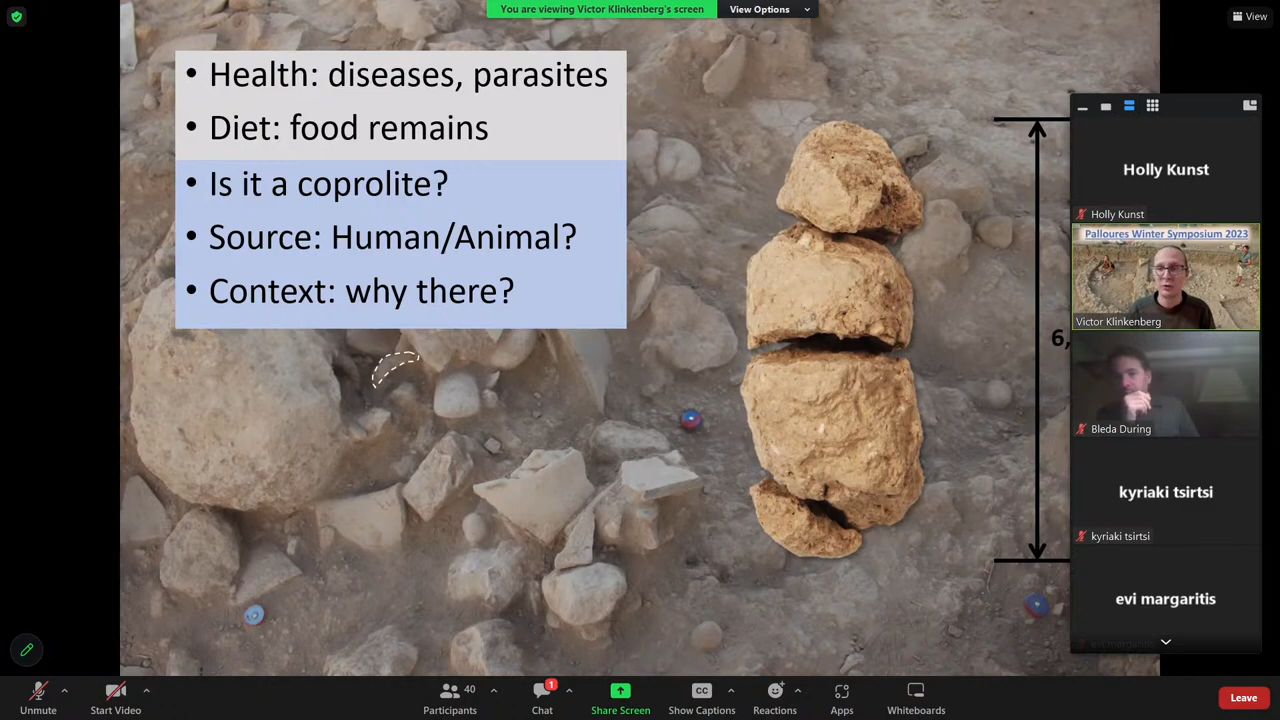 You are viewing Victor Klinkenberg's screen
View Options
View
• Health: diseases, parasites
• Diet: food remains
• Is it a coprolite?
• Source: Human/Animal?
• Context: why there?
6,
Holly Kunst
Holly Kunst
Palloures Winter Symposium 2023
Victor Klinkenberg
Bleda During
kyriaki tsirtsi
kyriaki tsirtsi
evi margaritis
evi margaritis
Unmute
Start Video
40
Participants
1
Chat
Share Screen
CC
Show Captions
Reactions
Apps
Whiteboards
Leave